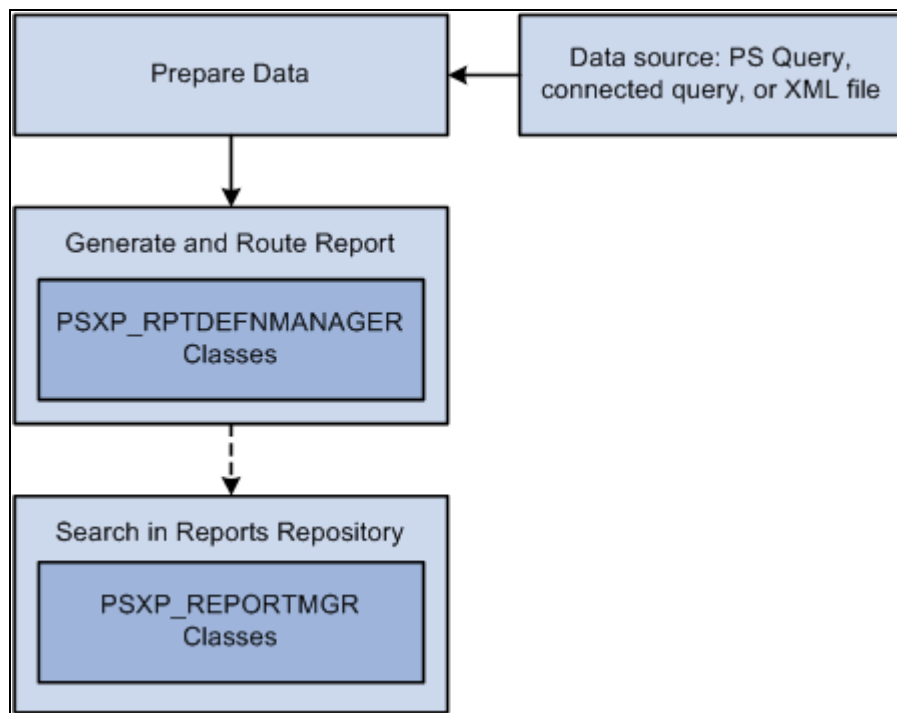 Prepare Data
Data source: PS Query,
connected query, or XML file
Generate and Route Report
PSXP_RPTDEFNMANAGER
Classes
Search in Reports Repository
PSXP_REPORTMGR
Classes